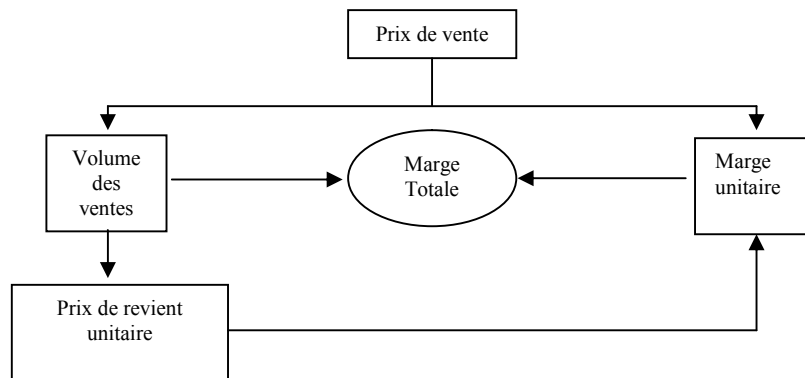 Prix de vente
Volume
des
ventes
Marge
Totale
Marge
unitaire
Prix de revient
unitaire